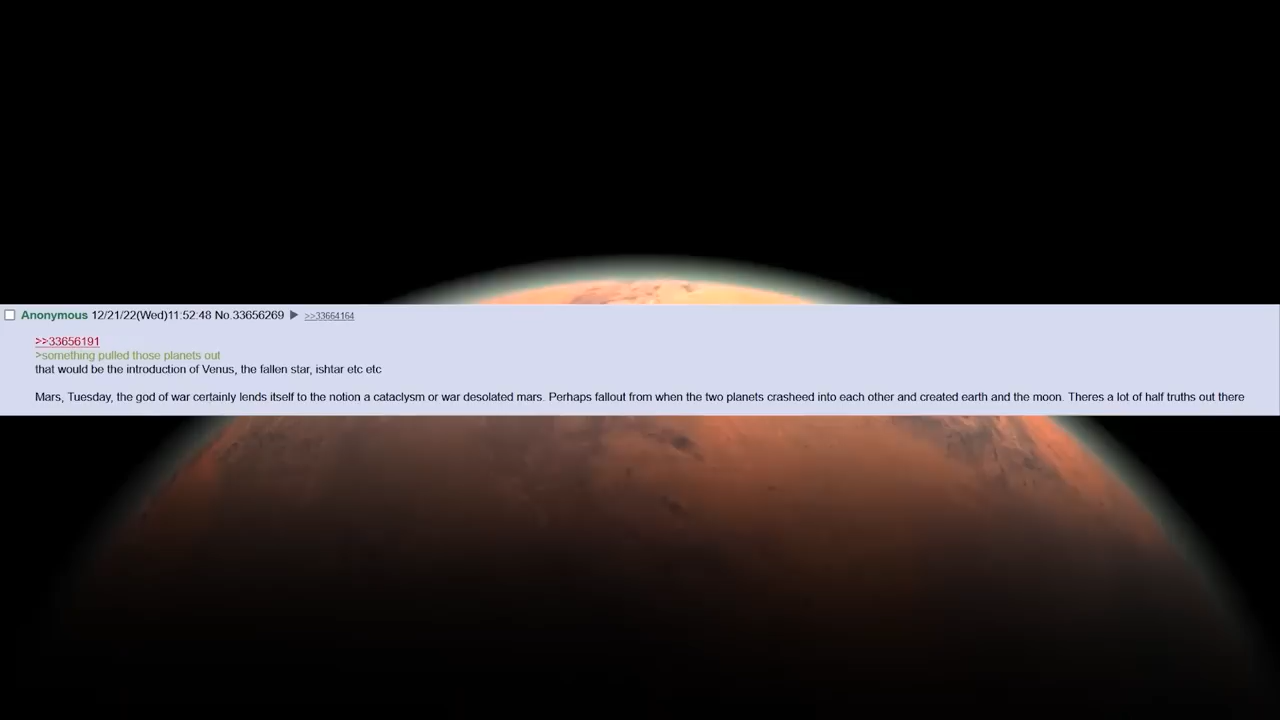 Anonymous 12/21/22(Wed)11:52:48 No.33656269 ▶ >>33664164
>>33656191
>something pulled those planets out
that would be the introduction of Venus, the fallen star, ishtar etc etc
Mars, Tuesday, the god of war certainly lends itself to the notion a cataclysm or war desolated mars. Perhaps fallout from when the two planets crasheed into each other and created earth and the moon. Theres a lot of half truths out there